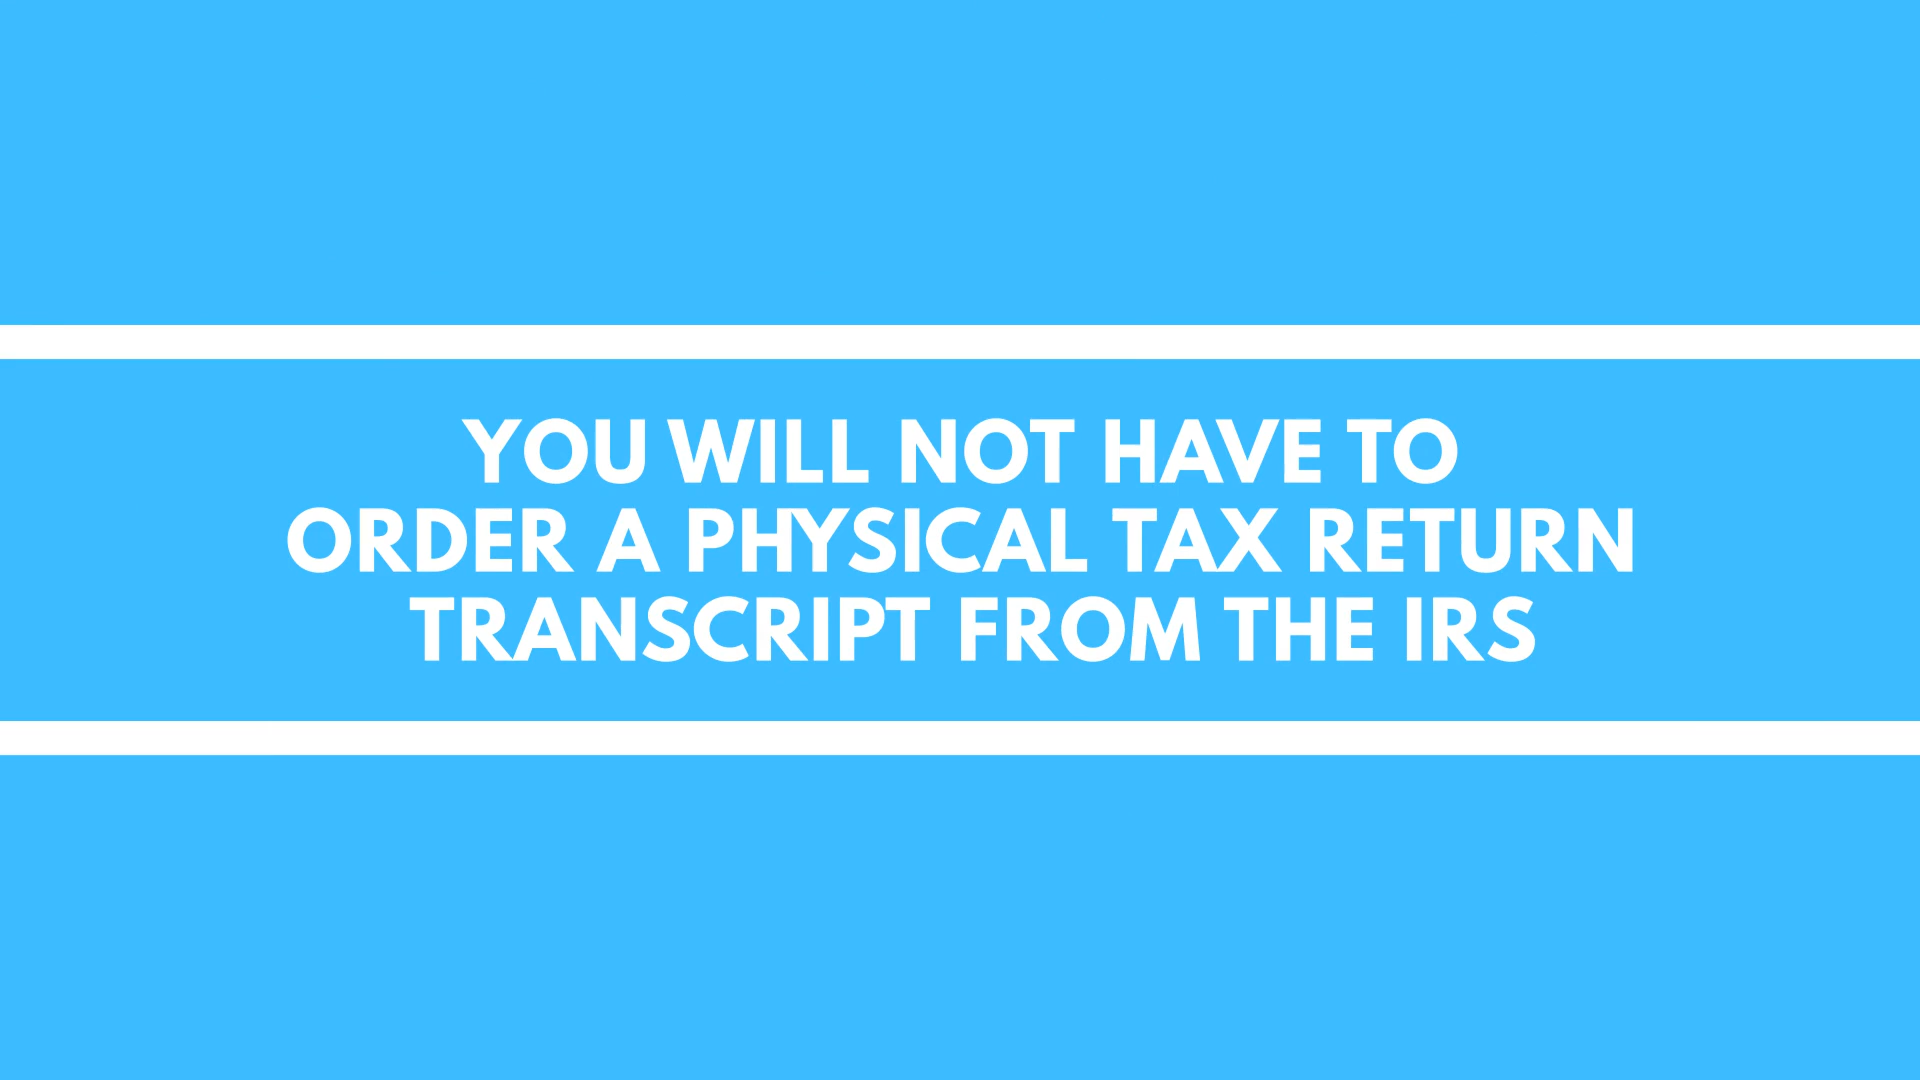 YOU WILL NOT HAVE TO
ORDER A PHYSICAL TAX RETURN
TRANSCRIPT FROM THE IRS